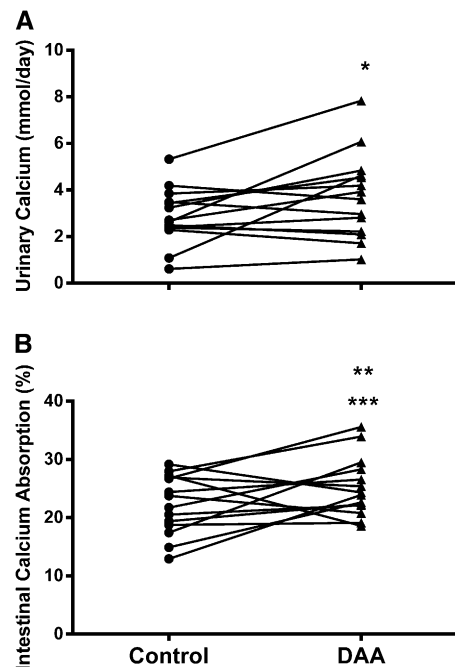 A
Urinary Calcium (mmol/day)
10
8
6
4
2
0
*
B
Intestinal Calcium Absorption (%)
40
30
20
10
0
**
***
Control DAA